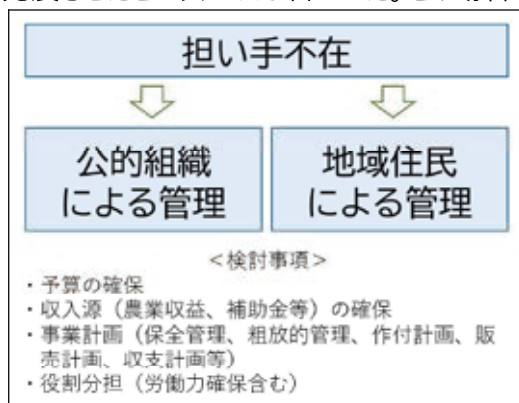 担い手不在
公的組織
による管理
地域住民
による管理
<検討事項>
・予算の確保
・収入源（農業収益、補助金等）の確保
・事業計画（保全管理、粗放的管理、作付計画、販
売計画、収支計画等）
・役割分担（労働力確保含む）